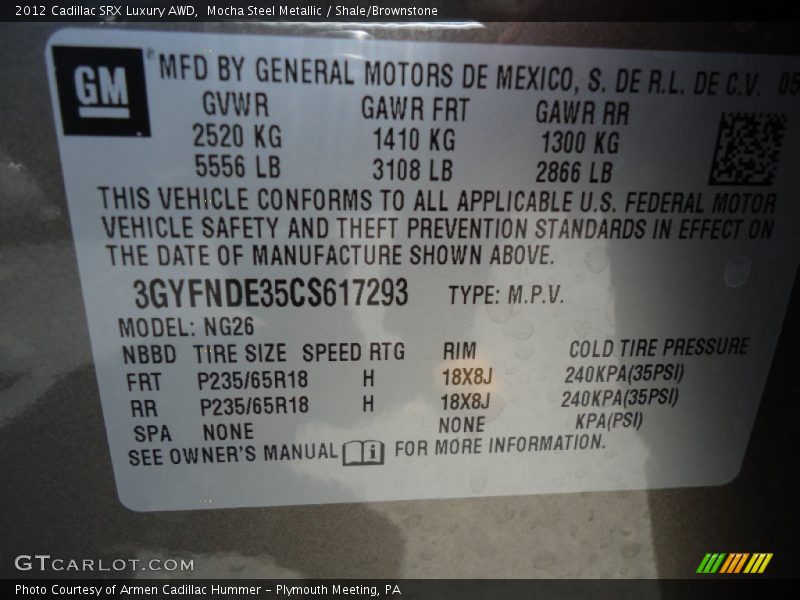 2012 Cadillac SRX Luxury AWD,  Mocha Steel Metallic / Shale/Brownstone
GM MFD BY GENERAL MOTORS DE MEXICO, S. DE R.L. DE C.V. 05
GVWR GAWR FRT GAWR RR
2520 KG 1410 KG 1300 KG
5556 LB 3108 LB 2866 LB
THIS VEHICLE CONFORMS TO ALL APPLICABLE U.S. FEDERAL MOTOR
VEHICLE SAFETY AND THEFT PREVENTION STANDARDS IN EFFECT ON
THE DATE OF MANUFACTURE SHOWN ABOVE.
3GYFNDE35CS617293 TYPE: M.P.V.
MODEL: NG26
NBBD TIRE SIZE SPEED RTG RIM COLD TIRE PRESSURE
FRT P235/65R18 H 18X8J 240KPA(35PSI)
RR P235/65R18 H 18X8J 240KPA(35PSI)
SPA NONE NONE KPA(PSI)
SEE OWNER'S MANUAL i FOR MORE INFORMATION.
GTCARLOT.COM
Photo Courtesy of Armen Cadillac Hummer – Plymouth Meeting, PA